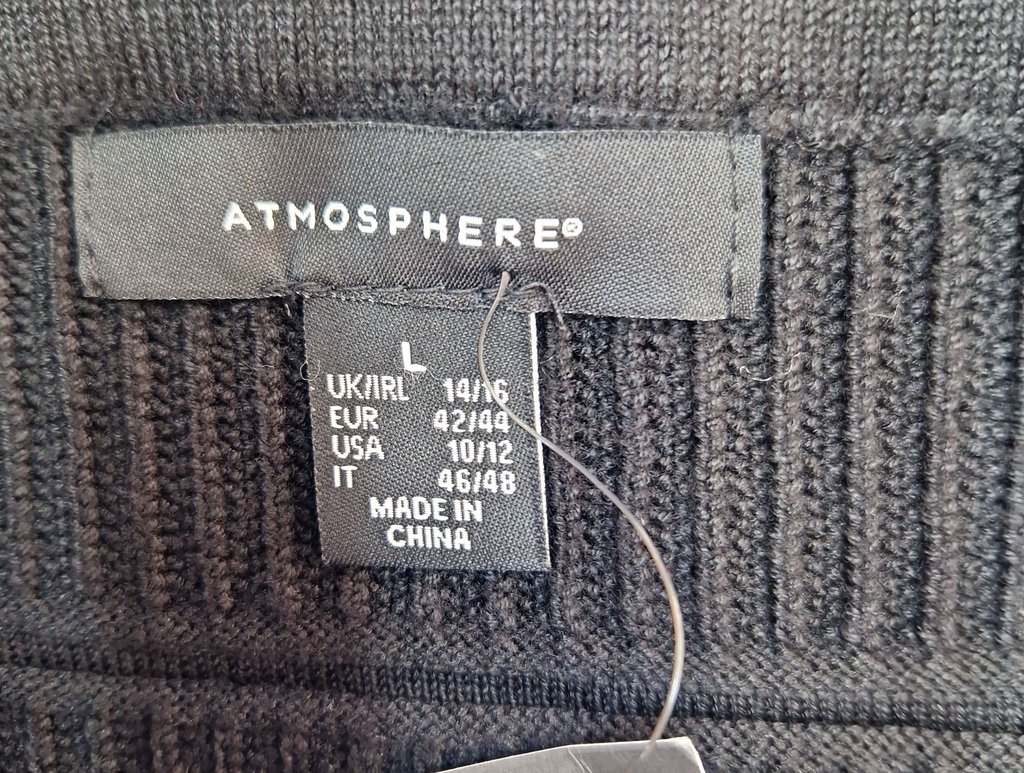 ATMOSPHERE®
L
UK/IRL 14/16
EUR 42/44
USA 10/12
IT 46/48
MADE IN
CHINA